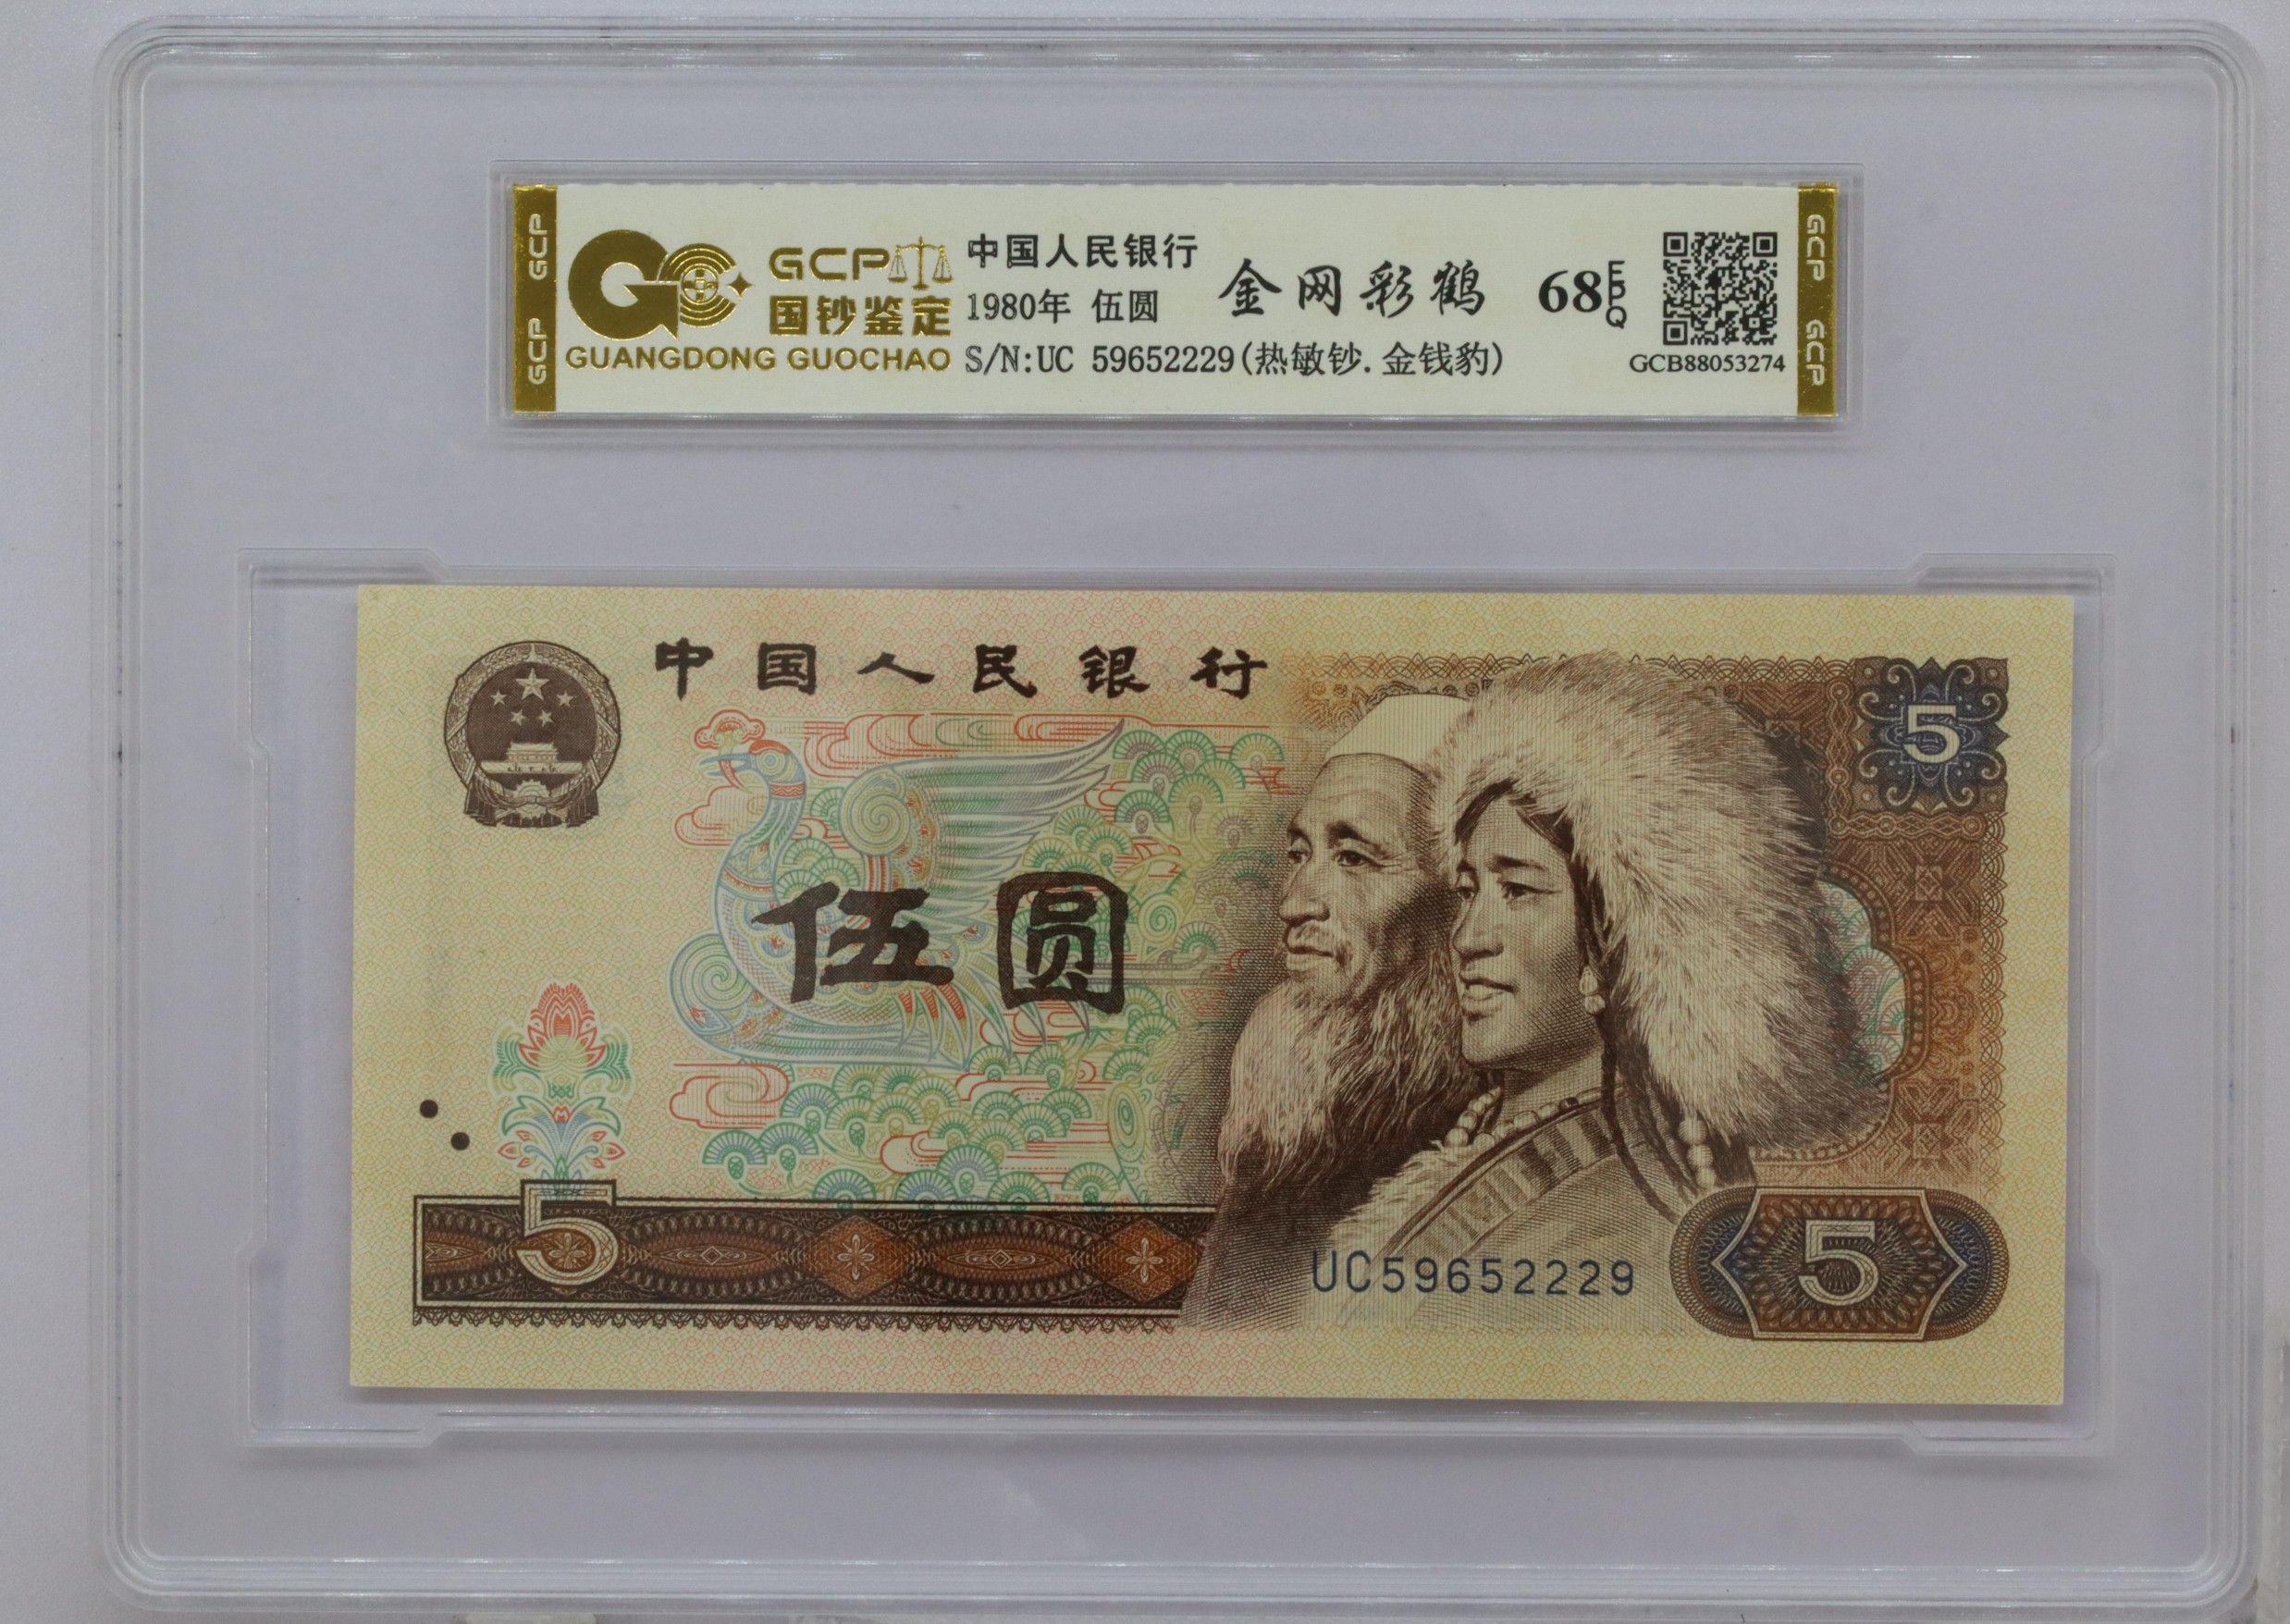 GCP GCP
GCP
国钞鉴定
GUANGDONG GUOCHAO
中国人民银行
1980年 伍圆
S/N:UC 59652229(热敏钞.金钱豹)
金网彩鹤
68 EPQ
GCB88053274
GCP GCP
中国人民银行
5
伍圆
5
UC59652229
5